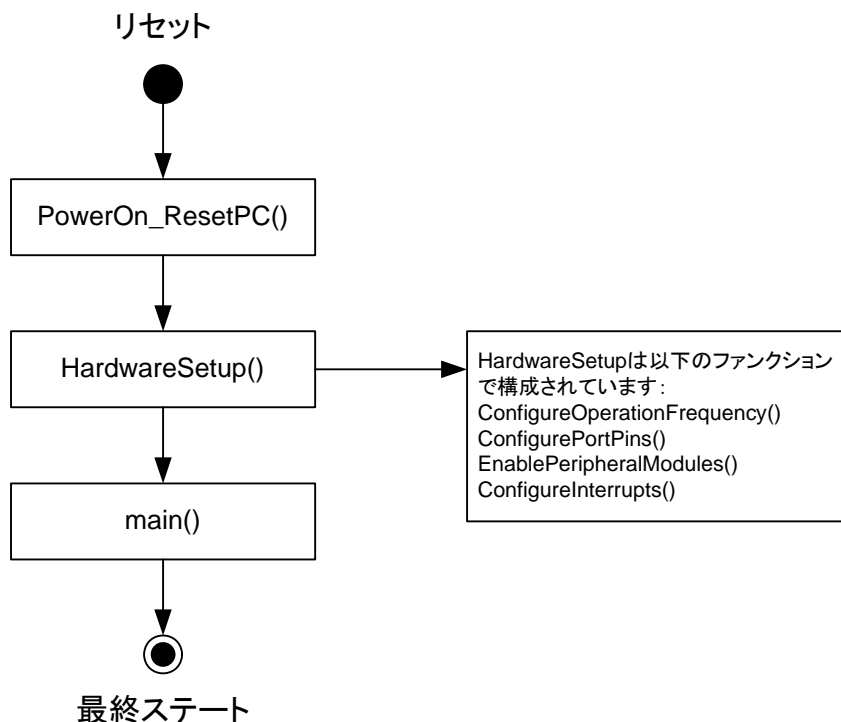 リセット
PowerOn_ResetPC()
HardwareSetup()
HardwareSetupは以下のファンクション
で構成されています:
ConfigureOperationFrequency()
ConfigurePortPins()
EnablePeripheralModules()
ConfigureInterrupts()
main()
最終ステート